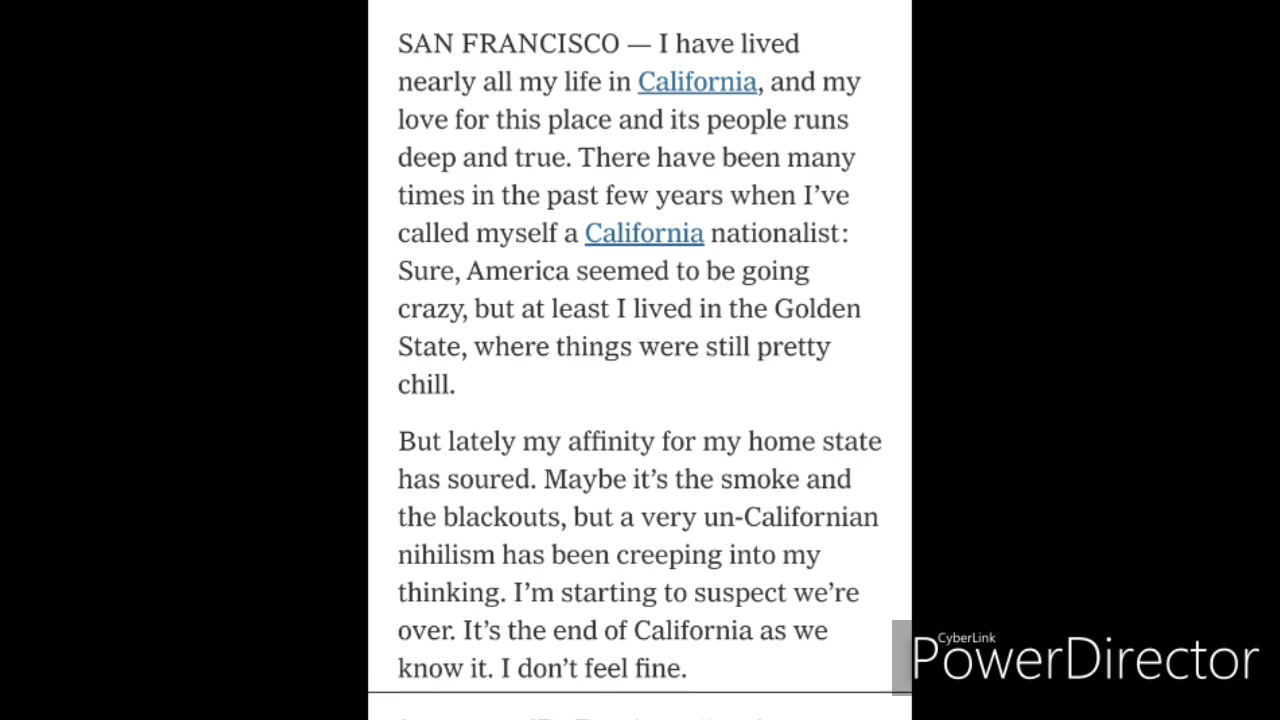 SAN FRANCISCO — I have lived
nearly all my life in California, and my
love for this place and its people runs
deep and true. There have been many
times in the past few years when I’ve
called myself a California nationalist:
Sure, America seemed to be going
crazy, but at least I lived in the Golden
State, where things were still pretty
chill.
But lately my affinity for my home state
has soured. Maybe it’s the smoke and
the blackouts, but a very un-Californian
nihilism has been creeping into my
thinking. I’m starting to suspect we’re
over. It’s the end of California as we
know it. I don’t feel fine.
CyberLink
PowerDirector